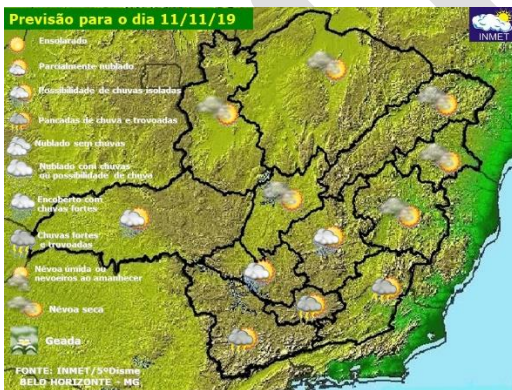 Previsão para o dia 11/11/19
INMET
Ensolarado
Parcialmente nublado
Possibilidade de chuvas isoladas
Pancadas de chuva e trovoadas
Nublado sem chuvas
Nublado com chuvas
ou possibilidade de chuva
Encoberto com
chuvas fortes
Chuvas fortes
e trovoadas
Névoa úmida ou
nevoeiros ao amanhecer
Névoa seca
Geada
FONTE: INMET/5ºDisme
BELO HORIZONTE - MG